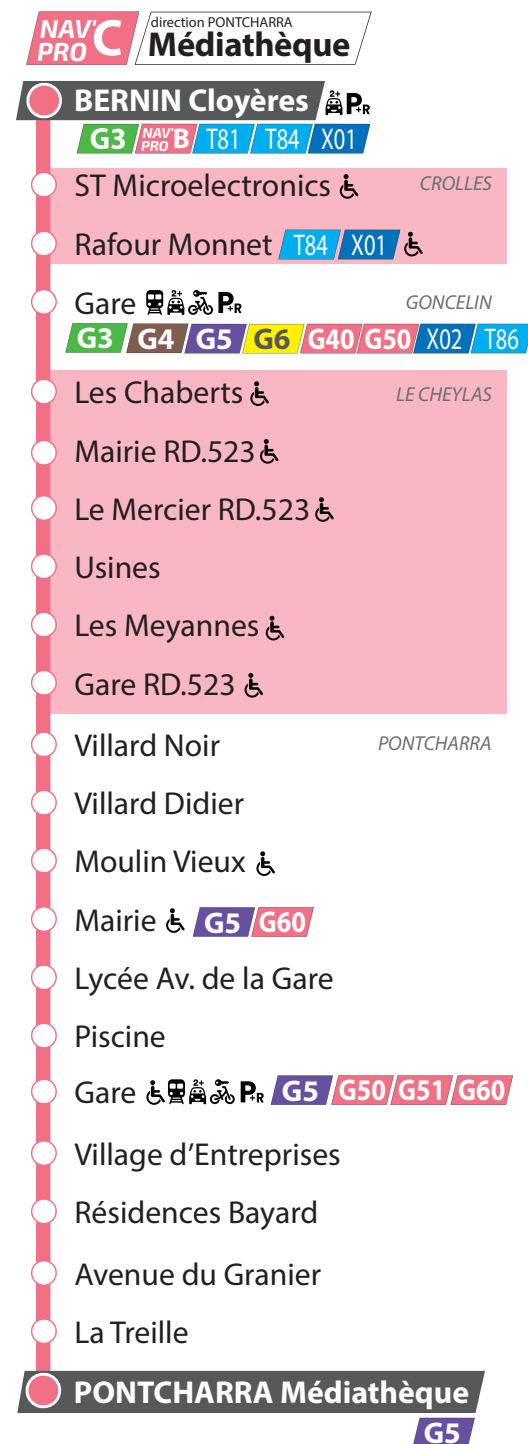 NAV'
PRO C direction PONTCHARRA
Médiathèque
BERNIN Cloyères 2+ P+R
G3 NAV' PRO B T81 T84 X01
ST Microelectronics CROLLES
Rafour Monnet T84 X01
Gare 2+ P+R GONCELIN
G3 G4 G5 G6 G40 G50 X02 T86
Les Chaberts LE CHEYLAS
Mairie RD.523
Le Mercier RD.523
Usines
Les Meyannes
Gare RD.523
Villard Noir PONTCHARRA
Villard Didier
Moulin Vieux
Mairie G5 G60
Lycée Av. de la Gare
Piscine
Gare 2+ P+R G5 G50 G51 G60
Village d'Entreprises
Résidences Bayard
Avenue du Granier
La Treille
PONTCHARRA Médiathèque
G5